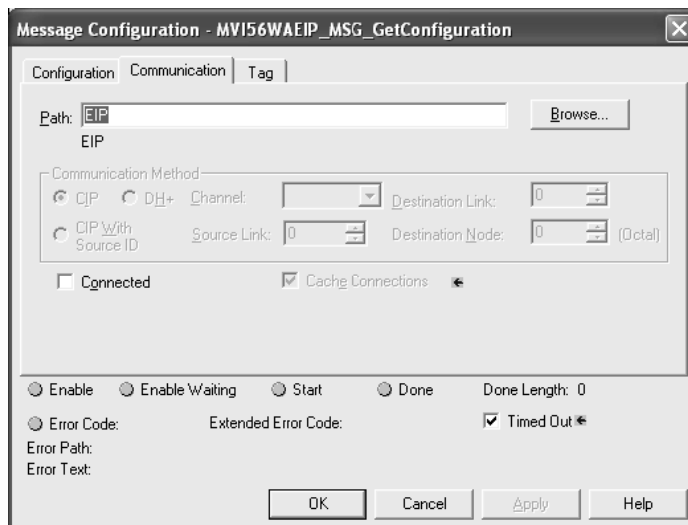 Message Configuration - MVI56WAEIP_MSG_GetConfiguration
Configuration Communication Tag
Path: EIP Browse...
EIP
Communication Method
CIP DH+ Channel: Destination Link: 0
CIP With
Source ID Source Link: 0 Destination Node: 0 (Octal)
Connected Cache Connections
Enable Enable Waiting Start Done Done Length: 0
Error Code: Extended Error Code: Timed Out
Error Path:
Error Text:
OK Cancel Apply Help